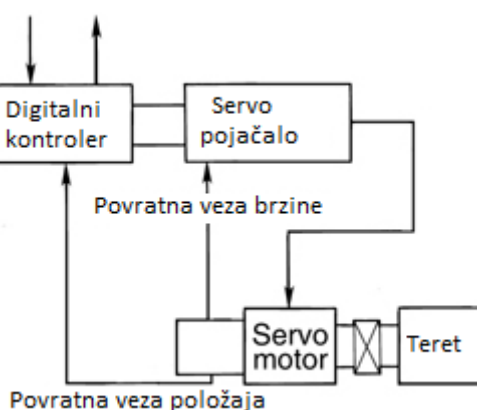 Digitalni
kontroler
Servo
pojačalo
Povratna veza brzine
Servo
motor
Teret
Povratna veza položaja